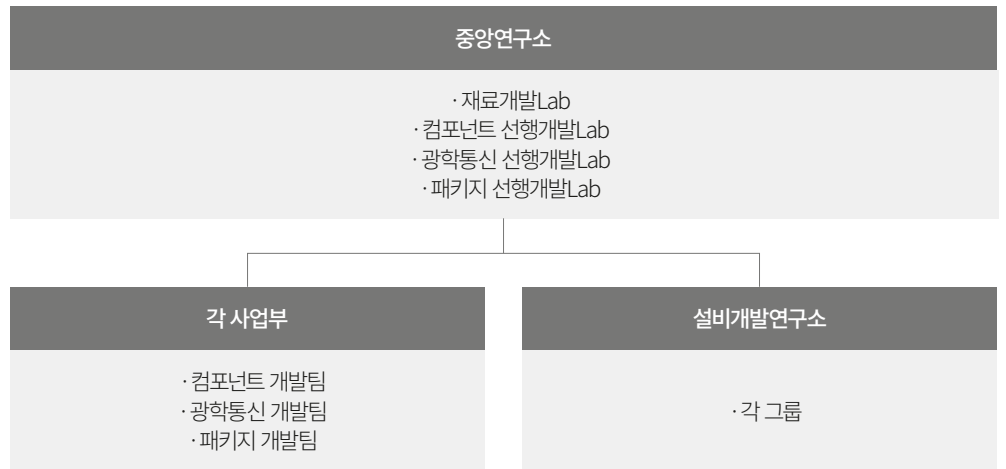 중앙연구소
· 재료개발Lab
· 컴포넌트 선행개발Lab
· 광학통신 선행개발Lab
· 패키지 선행개발Lab
각 사업부
· 컴포넌트 개발팀
· 광학통신 개발팀
· 패키지 개발팀
설비개발연구소
· 각 그룹